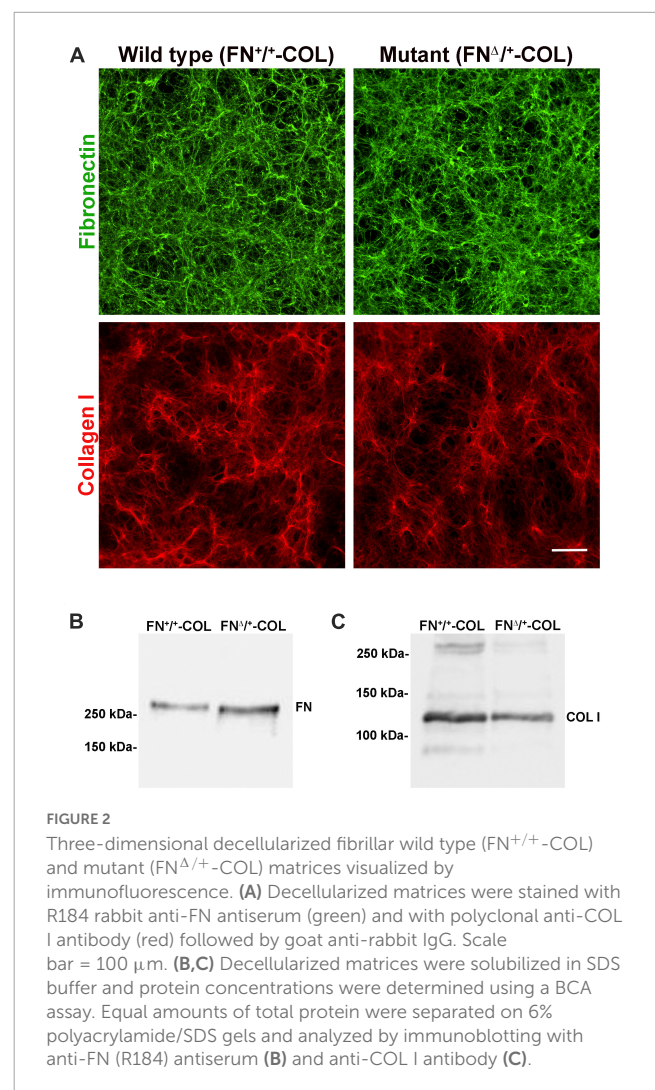 A
Wild type (FN⁺/⁺-COL) Mutant (FNᐞ/⁺-COL)
Fibronectin
Collagen I
B
FN⁺/⁺-COL FNᐞ/⁺-COL
250 kDa-
150 kDa-
FN
C
FN⁺/⁺-COL FNᐞ/⁺-COL
250 kDa-
150 kDa-
100 kDa-
COL I
FIGURE 2
Three-dimensional decellularized fibrillar wild type (FN⁺/⁺-COL)
and mutant (FNᐞ/⁺-COL) matrices visualized by
immunofluorescence. (A) Decellularized matrices were stained with
R184 rabbit anti-FN antiserum (green) and with polyclonal anti-COL
I antibody (red) followed by goat anti-rabbit IgG. Scale
bar = 100 μm. (B,C) Decellularized matrices were solubilized in SDS
buffer and protein concentrations were determined using a BCA
assay. Equal amounts of total protein were separated on 6%
polyacrylamide/SDS gels and analyzed by immunoblotting with
anti-FN (R184) antiserum (B) and anti-COL I antibody (C).